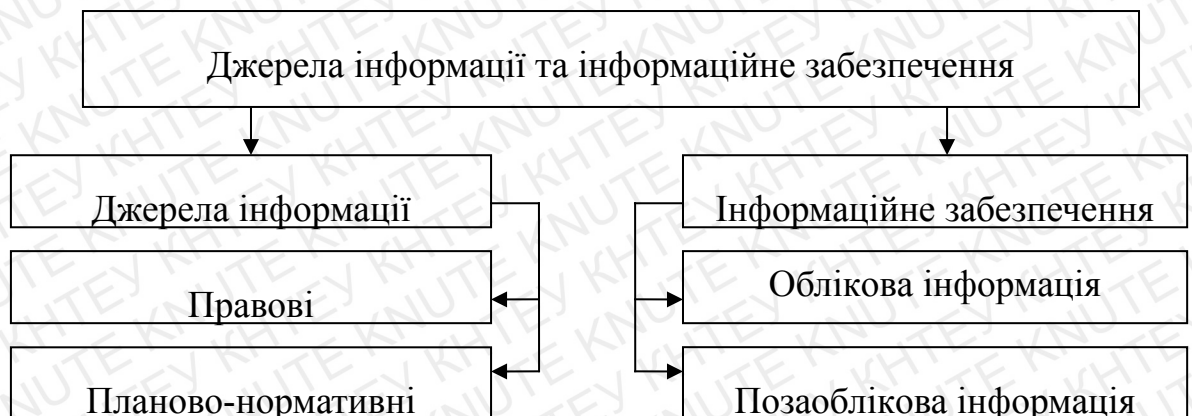 Джерела інформації та інформаційне забезпечення
Джерела інформації
Правові
Планово-нормативні
Інформаційне забезпечення
Облікова інформація
Позаоблікова інформація